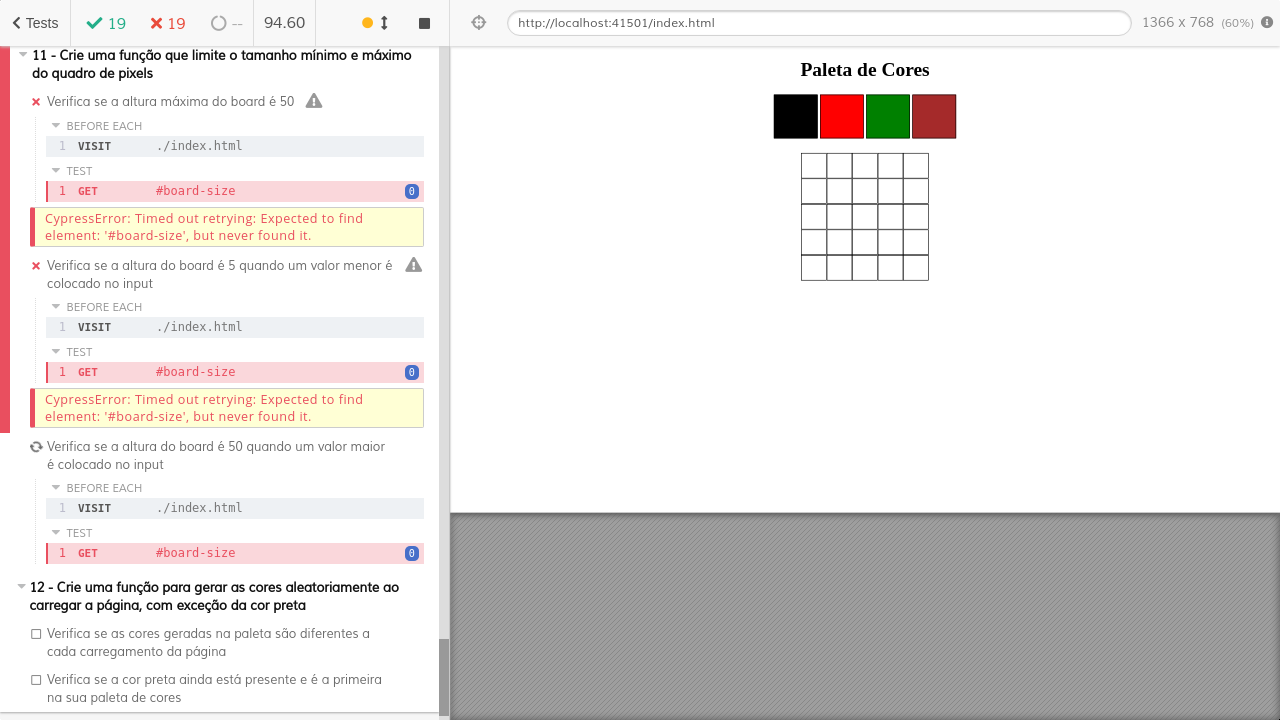 Tests
19
19
--
94.60
http://localhost:41501/index.html
1366 x 768 (60%)
11 - Crie uma função que limite o tamanho mínimo e máximo
do quadro de pixels
Verifica se a altura máxima do board é 50
BEFORE EACH
1 VISIT ./index.html
TEST
1 GET #board-size 0
CypressError: Timed out retrying: Expected to find
element: '#board-size', but never found it.
Verifica se a altura do board é 5 quando um valor menor é
colocado no input
BEFORE EACH
1 VISIT ./index.html
TEST
1 GET #board-size 0
CypressError: Timed out retrying: Expected to find
element: '#board-size', but never found it.
Verifica se a altura do board é 50 quando um valor maior
é colocado no input
BEFORE EACH
1 VISIT ./index.html
TEST
1 GET #board-size 0
12 - Crie uma função para gerar as cores aleatoriamente ao
carregar a página, com exceção da cor preta
Verifica se as cores geradas na paleta são diferentes a
cada carregamento da página
Verifica se a cor preta ainda está presente e é a primeira
na sua paleta de cores
Paleta de Cores